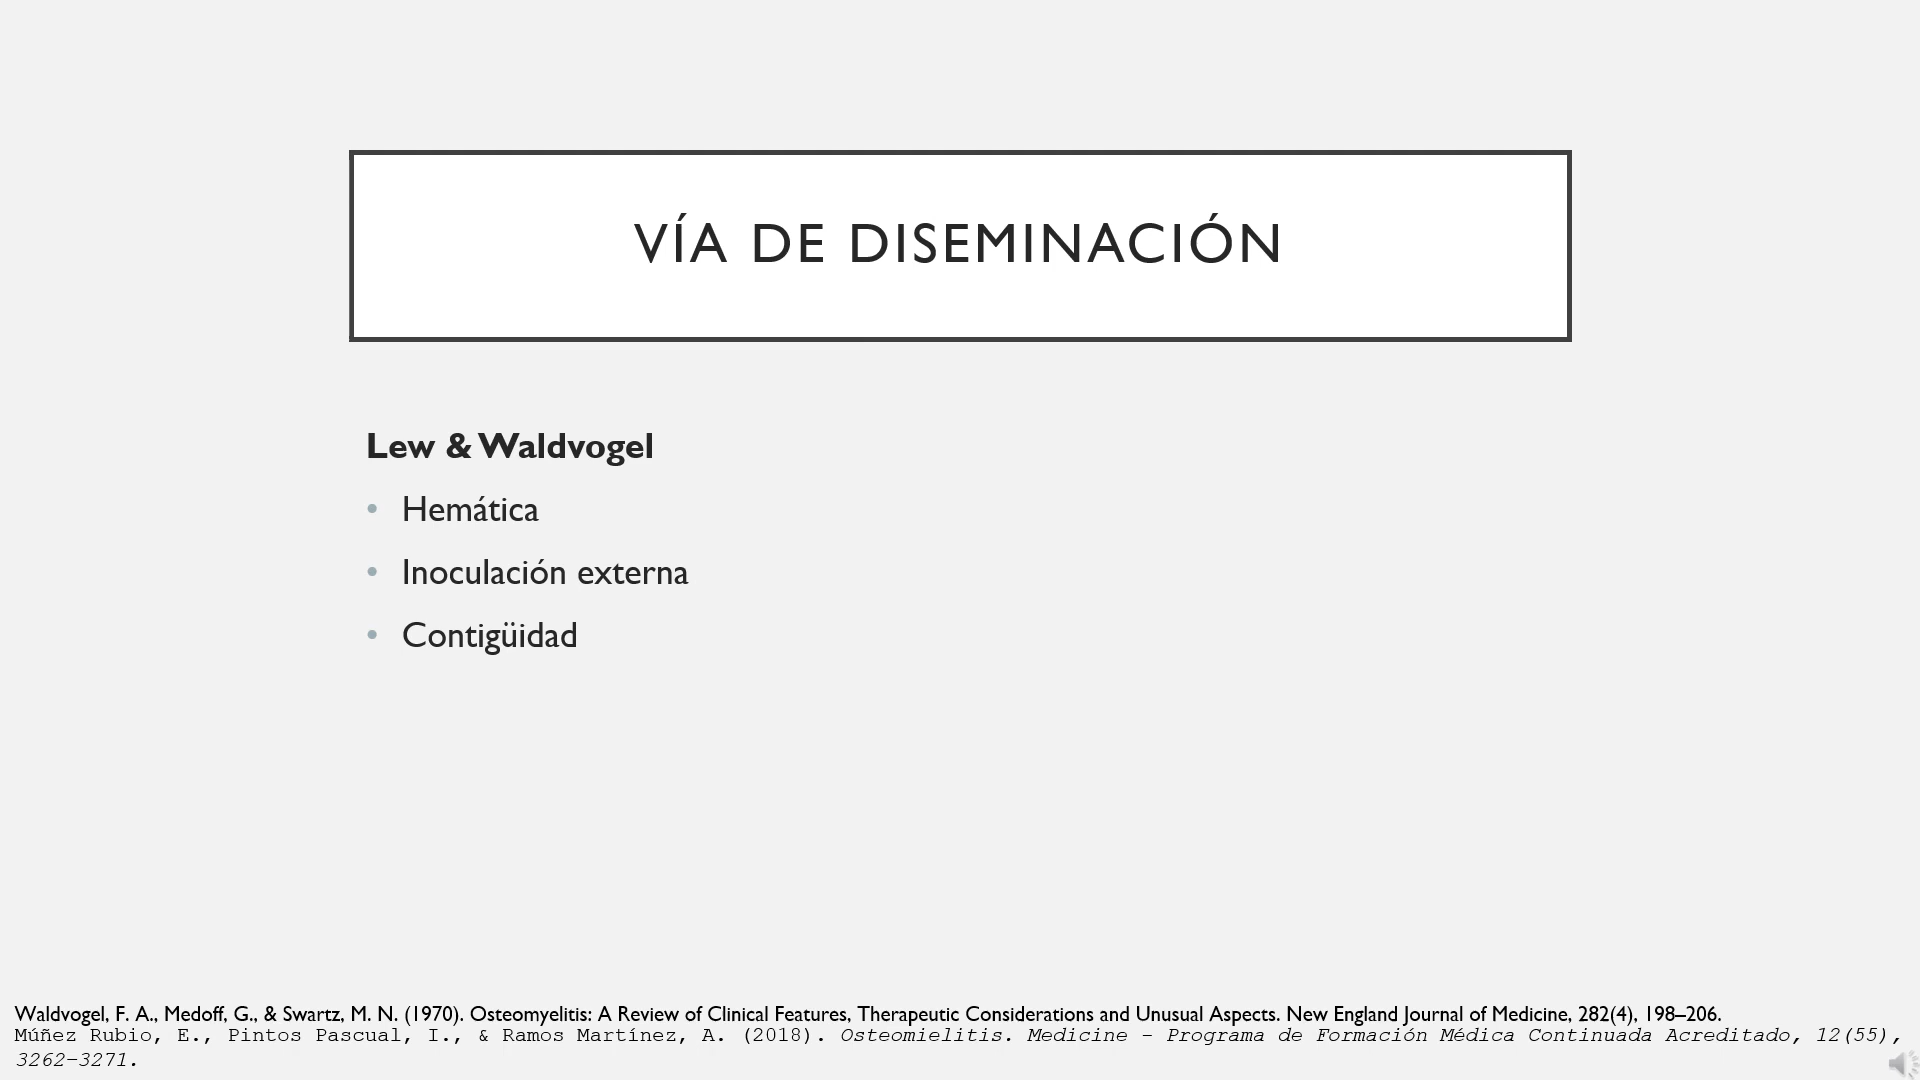 VÍA DE DISEMINACIÓN
Lew & Waldvogel
• Hemática
• Inoculación externa
• Contigüidad
Waldvogel, F. A., Medoff, G., & Swartz, M. N. (1970). Osteomyelitis: A Review of Clinical Features, Therapeutic Considerations and Unusual Aspects. New England Journal of Medicine, 282(4), 198–206.
Múñez Rubio, E., Pintos Pascual, I., & Ramos Martínez, A. (2018). Osteomielitis. Medicine - Programa de Formación Médica Continuada Acreditado, 12(55),
3262–3271.